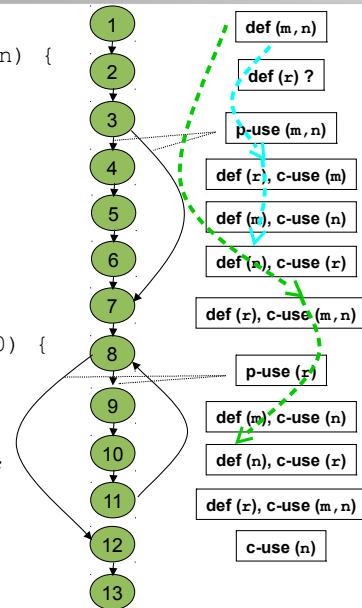 1
def (m,n)
n) {
2
def (r) ?
3
p-use (m,n)
4
def (r), c-use (m)
5
def (m), c-use (n)
6
def (n), c-use (r)
7
def (r), c-use (m,n)
0) {
8
p-use (r)
9
def (m), c-use (n)
10
def (n), c-use (r)
;
11
def (r), c-use (m,n)
12
c-use (n)
13